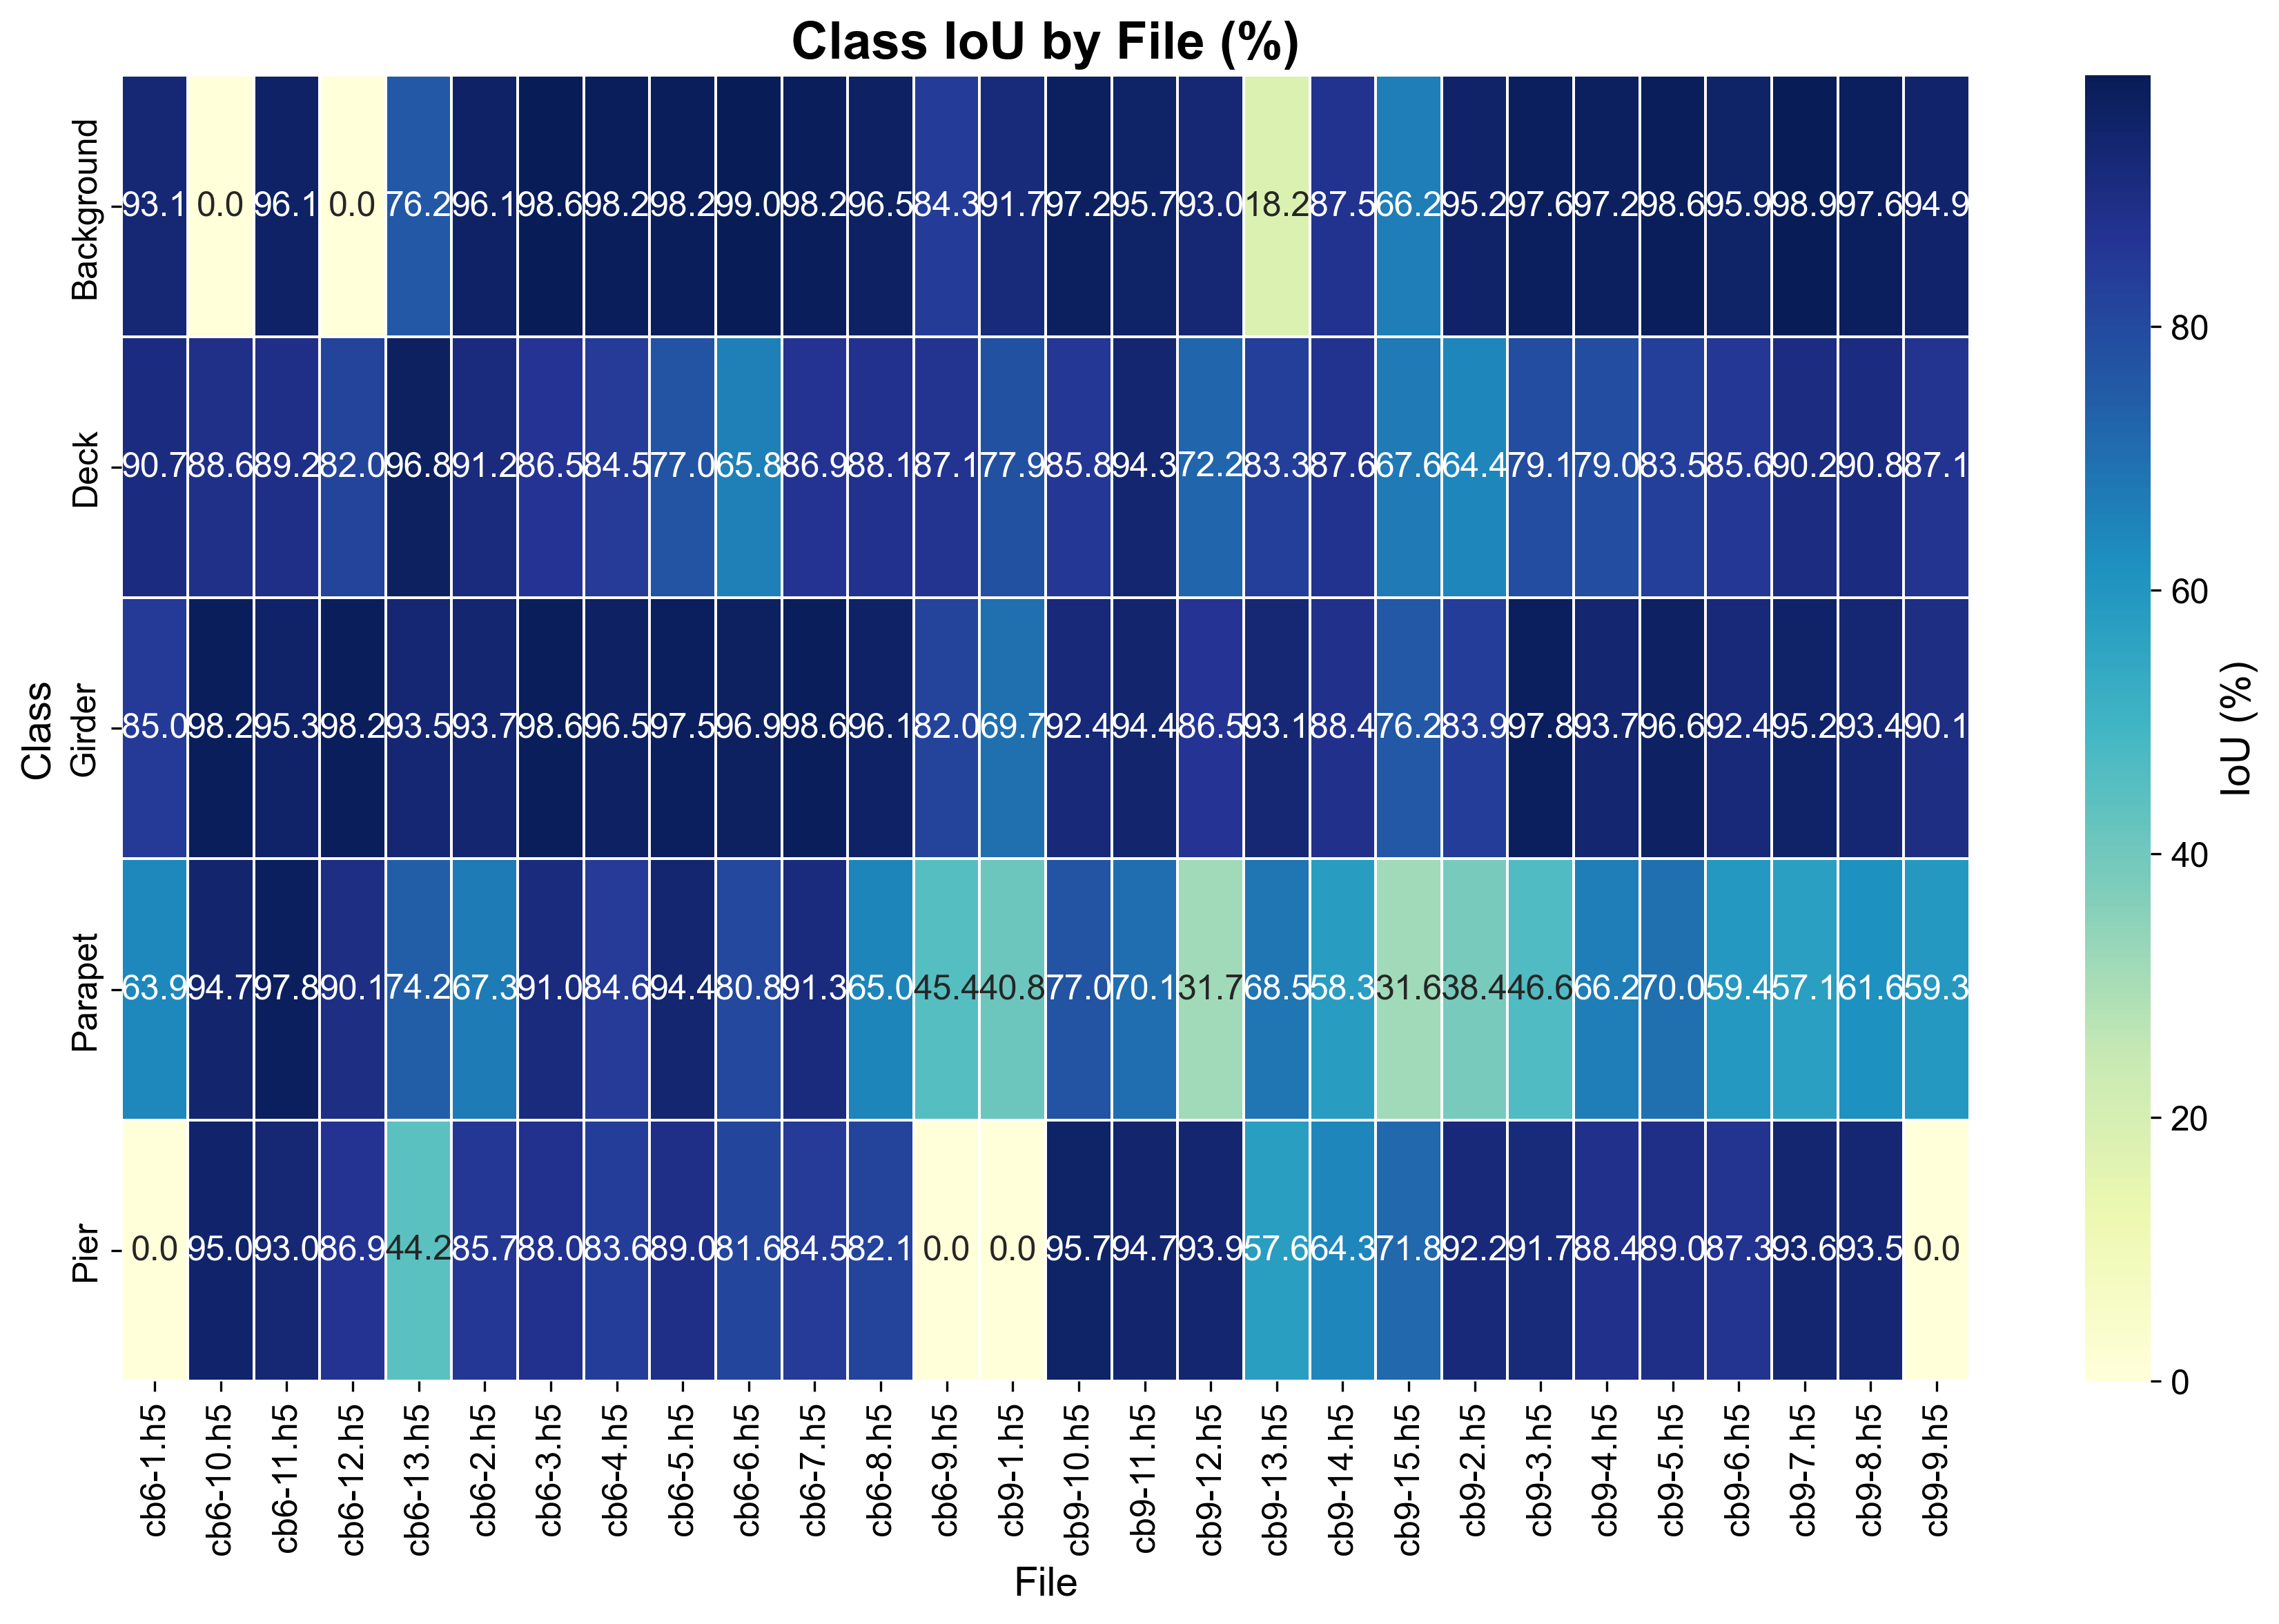 Class IoU by File (%)
Background
93.1 0.0 96.1 0.0 76.2 96.1 98.6 98.2 98.2 99.0 98.2 96.5 84.3 91.7 97.2 95.7 93.0 18.2 87.5 66.2 95.2 97.6 97.2 98.6 95.9 98.9 97.6 94.9
Deck
90.7 88.6 89.2 82.0 96.8 91.2 86.5 84.5 77.0 65.8 86.9 88.1 87.1 77.9 85.8 94.3 72.2 83.3 87.6 67.6 64.4 79.1 79.0 83.5 85.6 90.2 90.8 87.1
Class
Girder
85.0 98.2 95.3 98.2 93.5 93.7 98.6 96.5 97.5 96.9 98.6 96.1 82.0 69.7 92.4 94.4 86.5 93.1 88.4 76.2 83.9 97.8 93.7 96.6 92.4 95.2 93.4 90.1
Parapet
63.9 94.7 97.8 90.1 74.2 67.3 91.0 84.6 94.4 80.8 91.3 65.0 45.4 40.8 77.0 70.1 31.7 68.5 58.3 31.6 38.4 46.6 66.2 70.0 59.4 57.1 61.6 59.3
Pier
0.0 95.0 93.0 86.9 44.2 85.7 88.0 83.6 89.0 81.6 84.5 82.1 0.0 0.0 95.7 94.7 93.9 57.6 64.3 71.8 92.2 91.7 88.4 89.0 87.3 93.6 93.5 0.0
cb6-1.h5
cb6-10.h5
cb6-11.h5
cb6-12.h5
cb6-13.h5
cb6-2.h5
cb6-3.h5
cb6-4.h5
cb6-5.h5
cb6-6.h5
cb6-7.h5
cb6-8.h5
cb6-9.h5
cb9-1.h5
cb9-10.h5
cb9-11.h5
cb9-12.h5
cb9-13.h5
cb9-14.h5
cb9-15.h5
cb9-2.h5
cb9-3.h5
cb9-4.h5
cb9-5.h5
cb9-6.h5
cb9-7.h5
cb9-8.h5
cb9-9.h5
File
80
60
40
20
0
IoU (%)